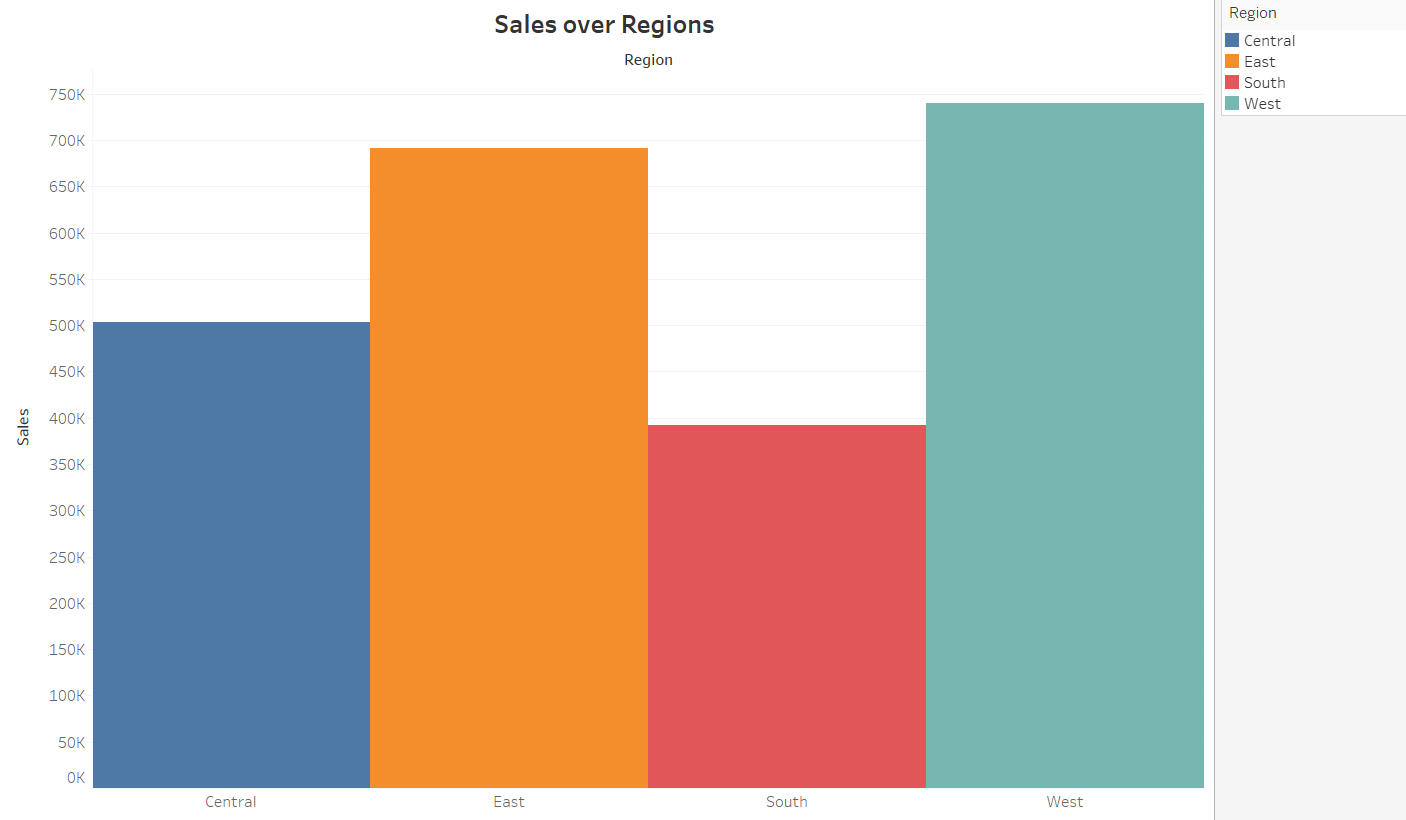 Sales over Regions
Region
750K
700K
650K
600K
550K
500K
450K
400K
350K
300K
250K
200K
150K
100K
50K
0K
Sales
Central East South West
Region
Central
East
South
West